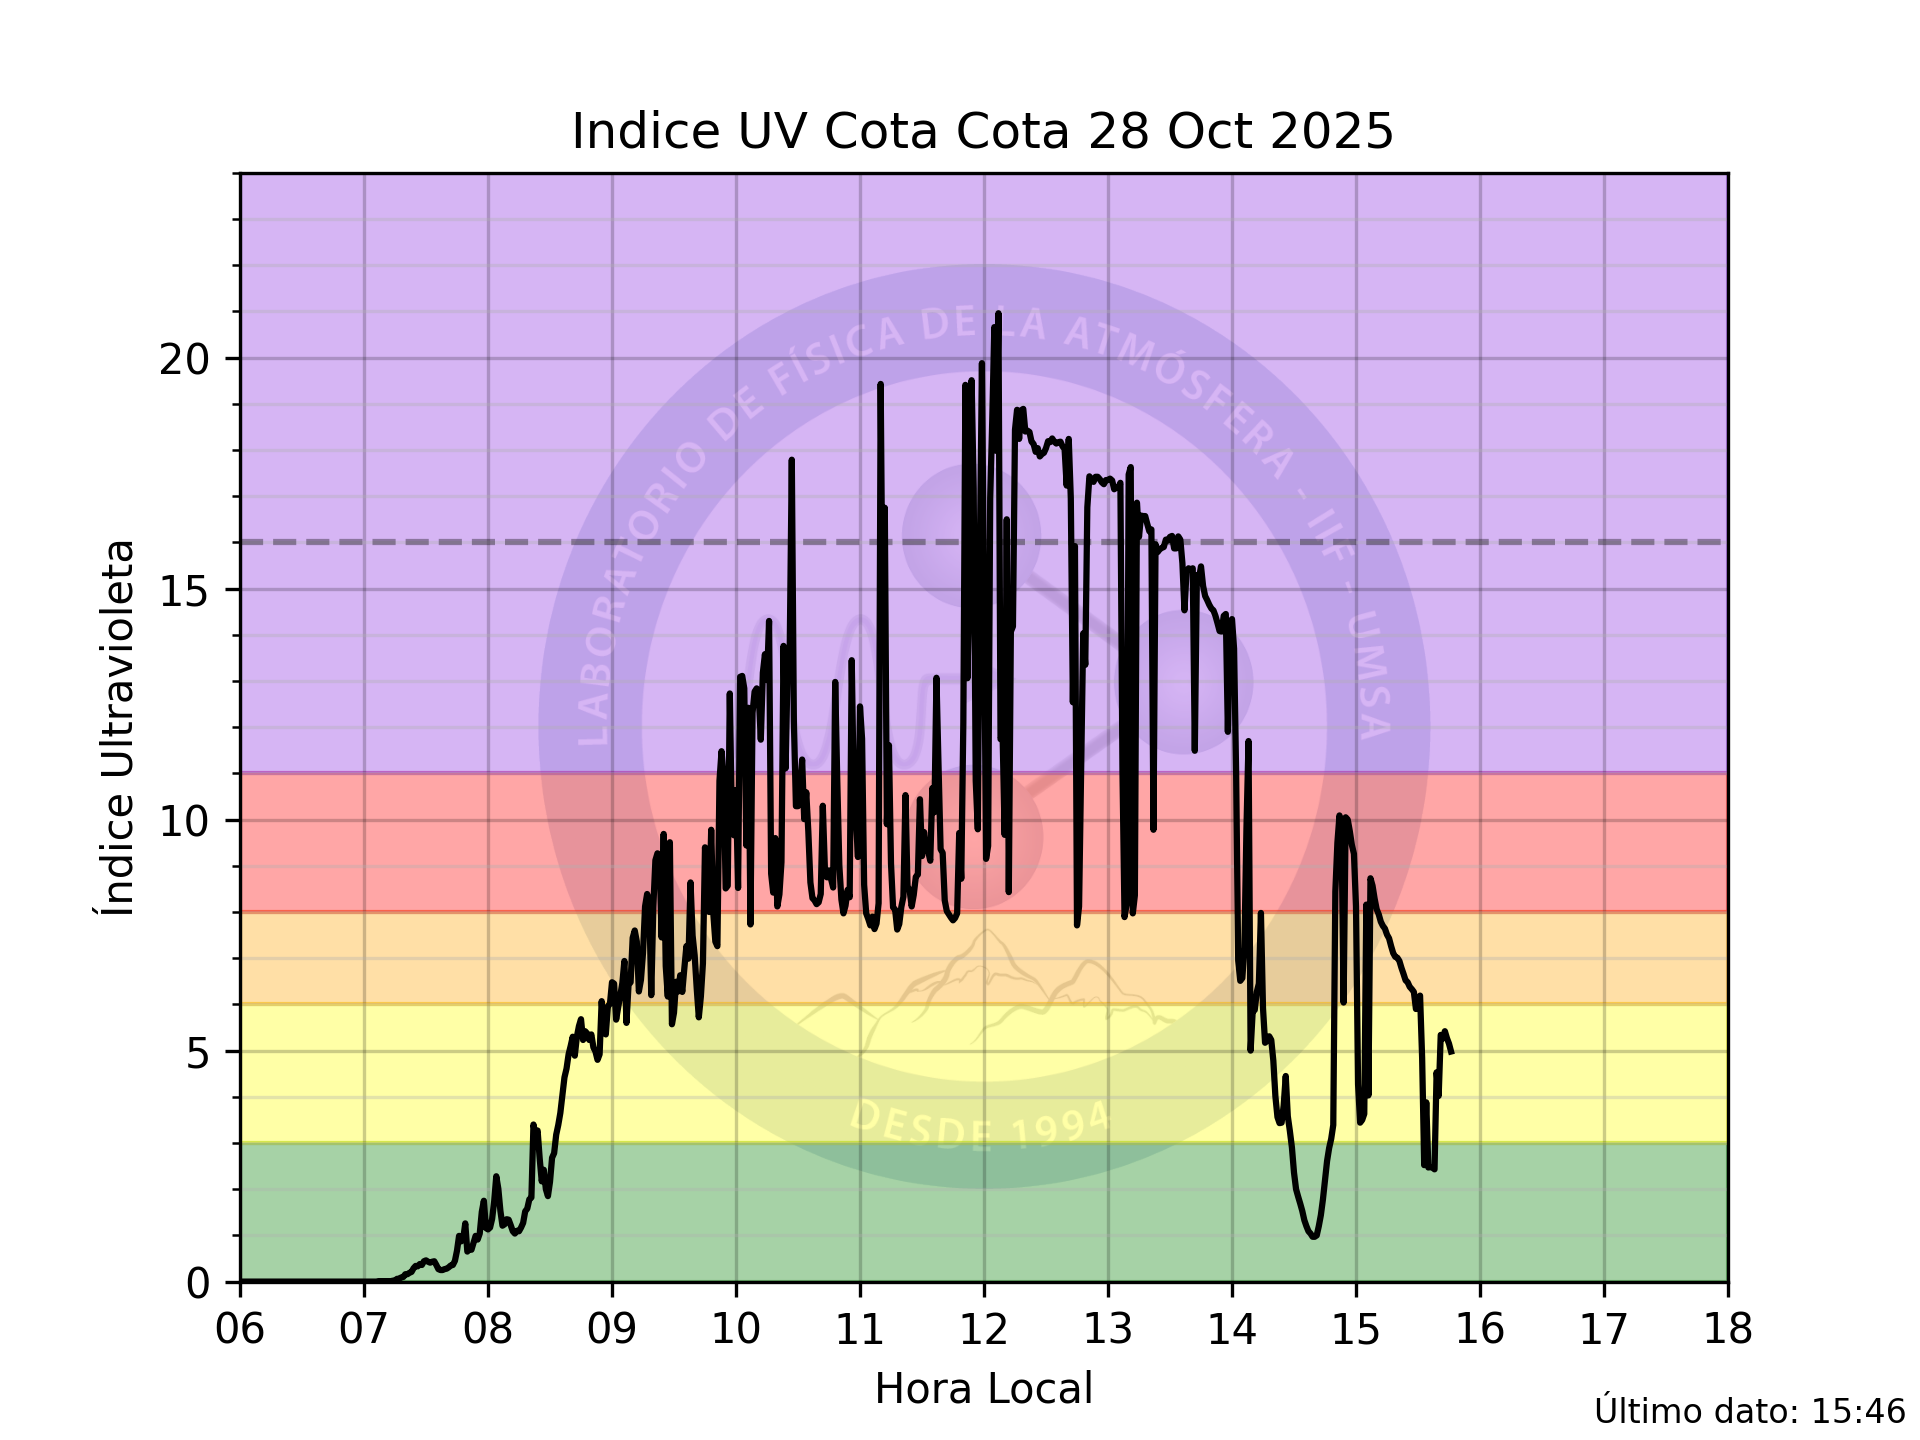 Indice UV Cota Cota 28 Oct 2025
LABORATORIO DE FÍSICA DE LA ATMÓSFERA - IIF - UMSA
DESDE 1994
Índice Ultravioleta
20
15
10
5
0
06 07 08 09 10 11 12 13 14 15 16 17 18
Hora Local
Último dato: 15:46